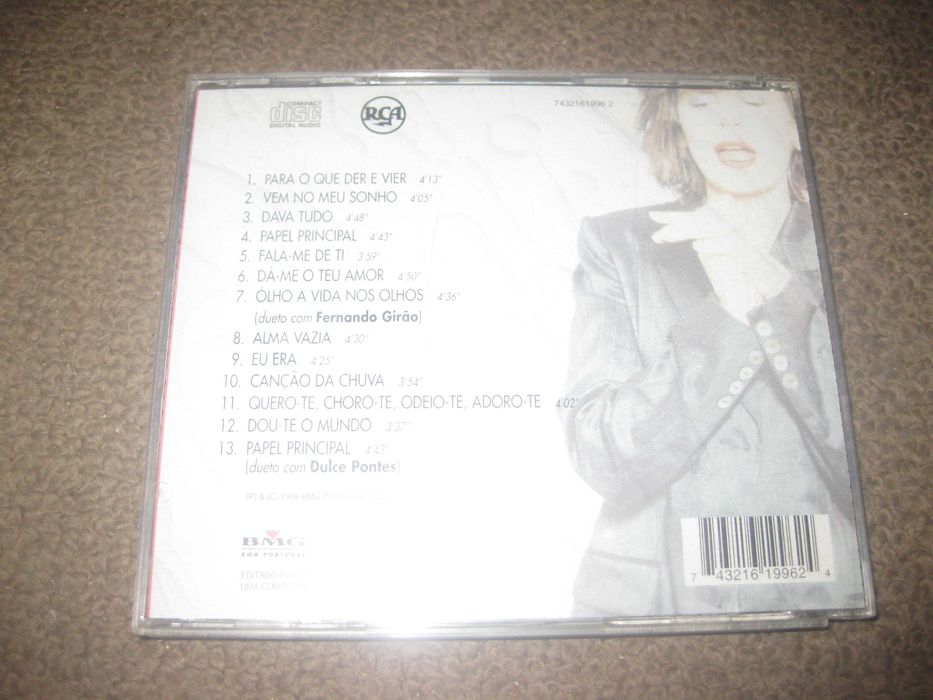 COMPACT
disc
DIGITAL AUDIO
RCA
7432161996 2
1. PARA O QUE DER E VIER 4'13"
2. VEM NO MEU SONHO 4'05"
3. DAVA TUDO 4'48"
4. PAPEL PRINCIPAL 4'43"
5. FALA-ME DE TI 3'59"
6. DÁ-ME O TEU AMOR 4'50"
7. OLHO A VIDA NOS OLHOS 4'36"
(dueto com Fernando Girão)
8. ALMA VAZIA 4'30"
9. EU ERA 4'25"
10. CANÇÃO DA CHUVA 3'54"
11. QUERO-TE, CHORO-TE, ODEIO-TE, ADORO-TE 4'02"
12. DOU-TE O MUNDO 3'37"
13. PAPEL PRINCIPAL 4'43"
(dueto com Dulce Pontes)
(P) & (C) BMG PORTUGAL
BMG
BMG PORTUGAL
EDITADO
UMA
7 43216 19962 4